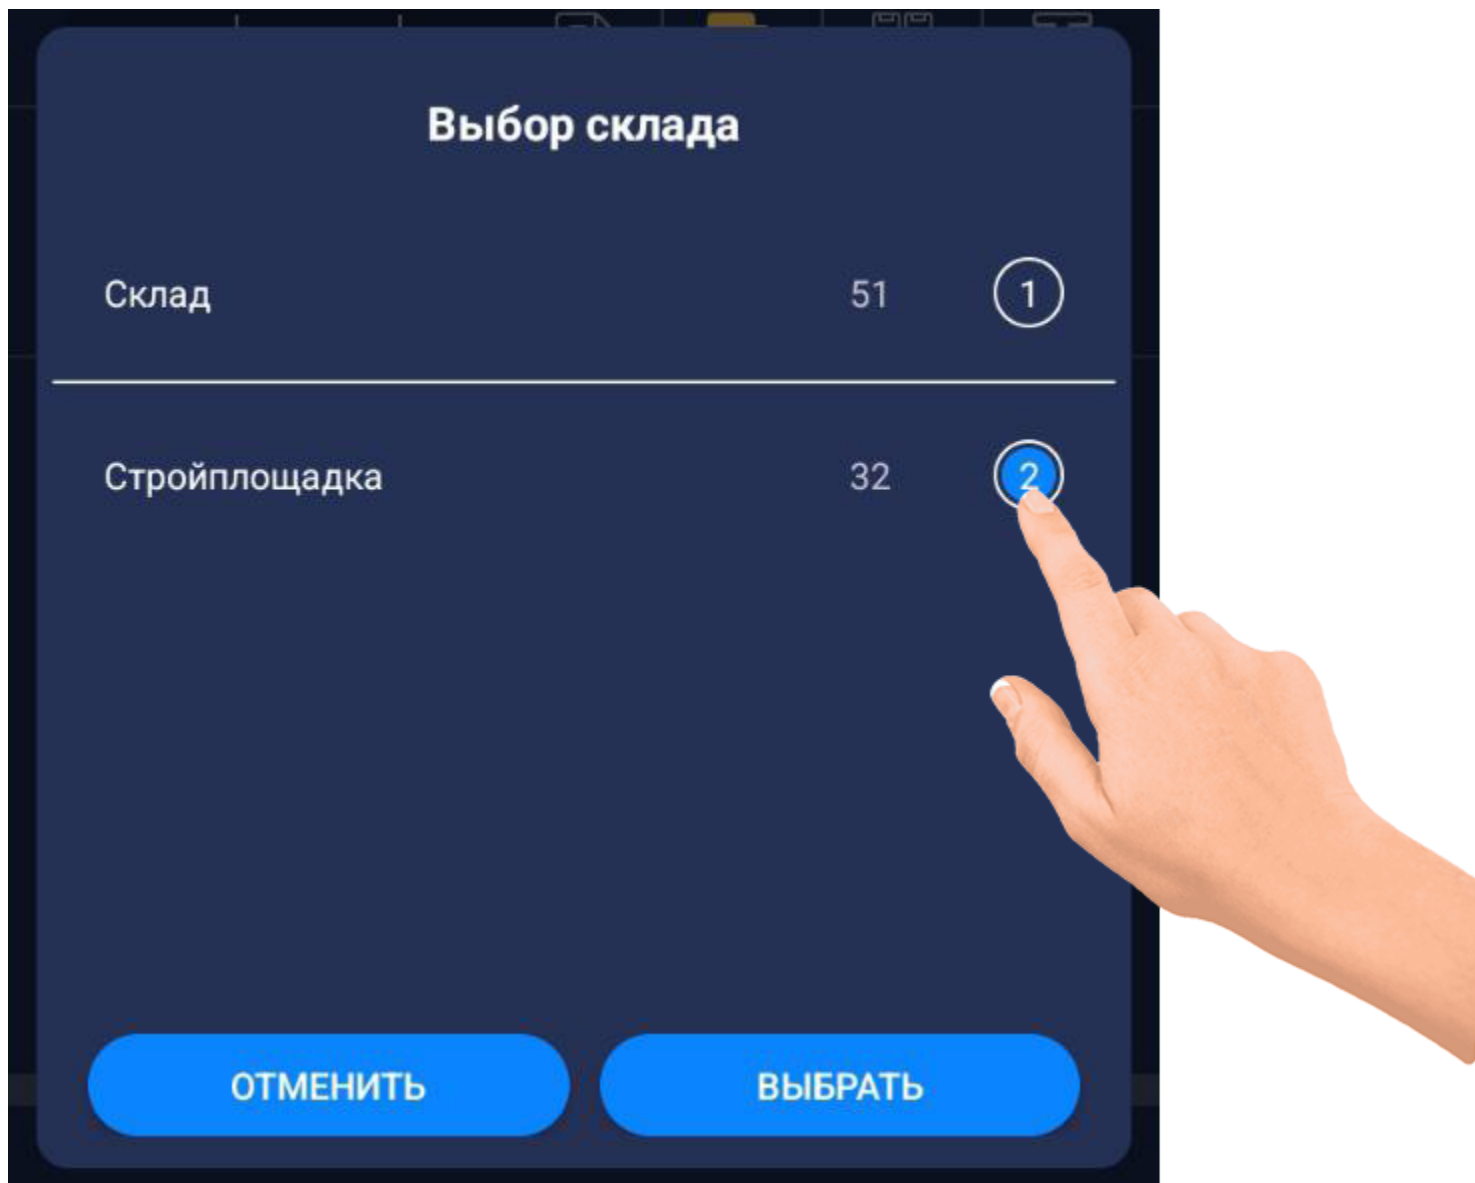 Выбор склада
Склад 51 1
Стройплощадка 32 2
ОТМЕНИТЬ ВЫБРАТЬ